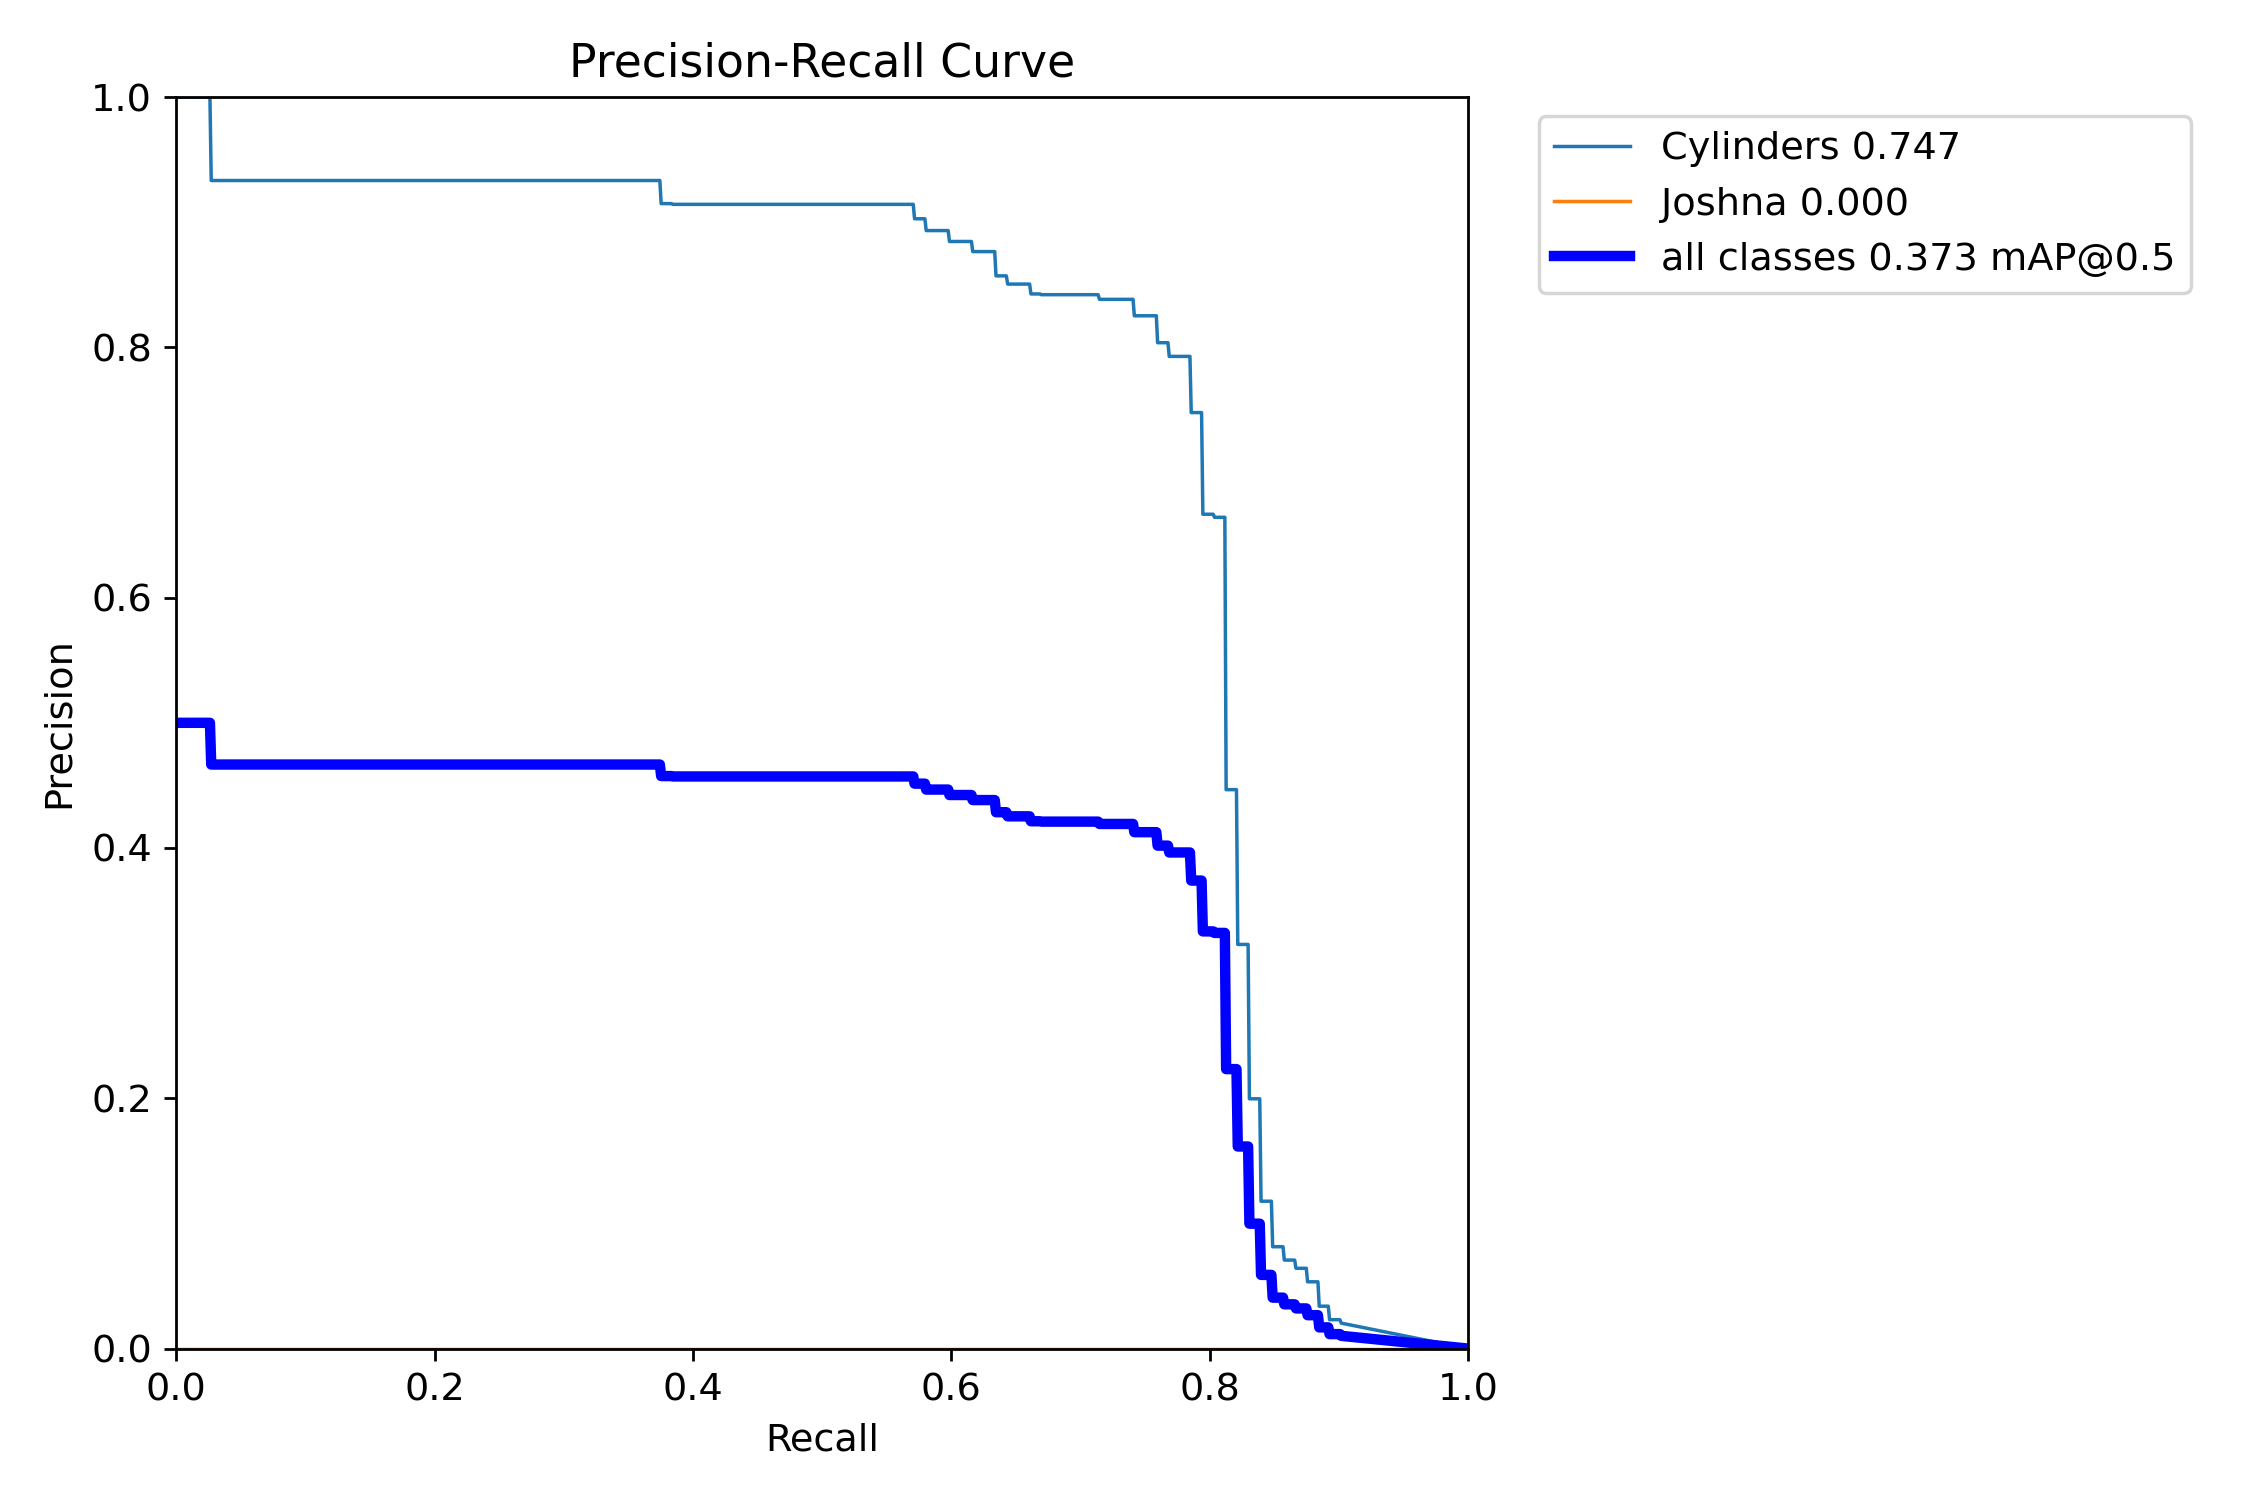 Precision-Recall Curve
1.0
0.8
0.6
0.4
0.2
0.0
Precision
0.0 0.2 0.4 0.6 0.8 1.0
Recall
Cylinders 0.747
Joshna 0.000
all classes 0.373 mAP@0.5